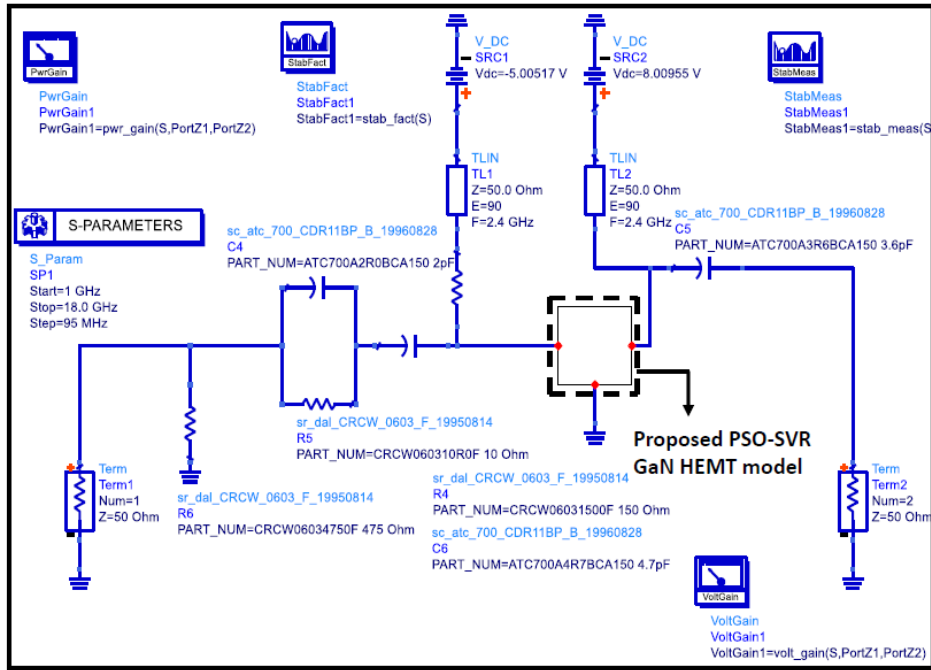 PwrGain
PwrGain
PwrGain1
PwrGain1=pwr_gain(S,PortZ1,PortZ2)
StabFact
StabFact
StabFact1
StabFact1=stab_fact(S)
V_DC
SRC1
Vdc=-5.00517 V
V_DC
SRC2
Vdc=8.00955 V
StabMeas
StabMeas
StabMeas1
StabMeas1=stab_meas(S
TLIN
TL1
Z=50.0 Ohm
E=90
F=2.4 GHz
TLIN
TL2
Z=50.0 Ohm
E=90
F=2.4 GHz
S-PARAMETERS
S_Param
SP1
Start=1 GHz
Stop=18.0 GHz
Step=95 MHz
sc_atc_700_CDR11BP_B_19960828
C4
PART_NUM=ATC700A2R0BCA150 2pF
sc_atc_700_CDR11BP_B_19960828
C5
PART_NUM=ATC700A3R6BCA150 3.6pF
sr_dal_CRCW_0603_F_19950814
R5
PART_NUM=CRCW060310R0F 10 Ohm
Proposed PSO-SVR
GaN HEMT model
Term
Term1
Num=1
Z=50 Ohm
sr_dal_CRCW_0603_F_19950814
R6
PART_NUM=CRCW06034750F 475 Ohm
sr_dal_CRCW_0603_F_19950814
R4
PART_NUM=CRCW06031500F 150 Ohm
sc_atc_700_CDR11BP_B_19960828
C6
PART_NUM=ATC700A4R7BCA150 4.7pF
Term
Term2
Num=2
Z=50 Ohm
VoltGain
VoltGain
VoltGain1
VoltGain1=volt_gain(S,PortZ1,PortZ2)